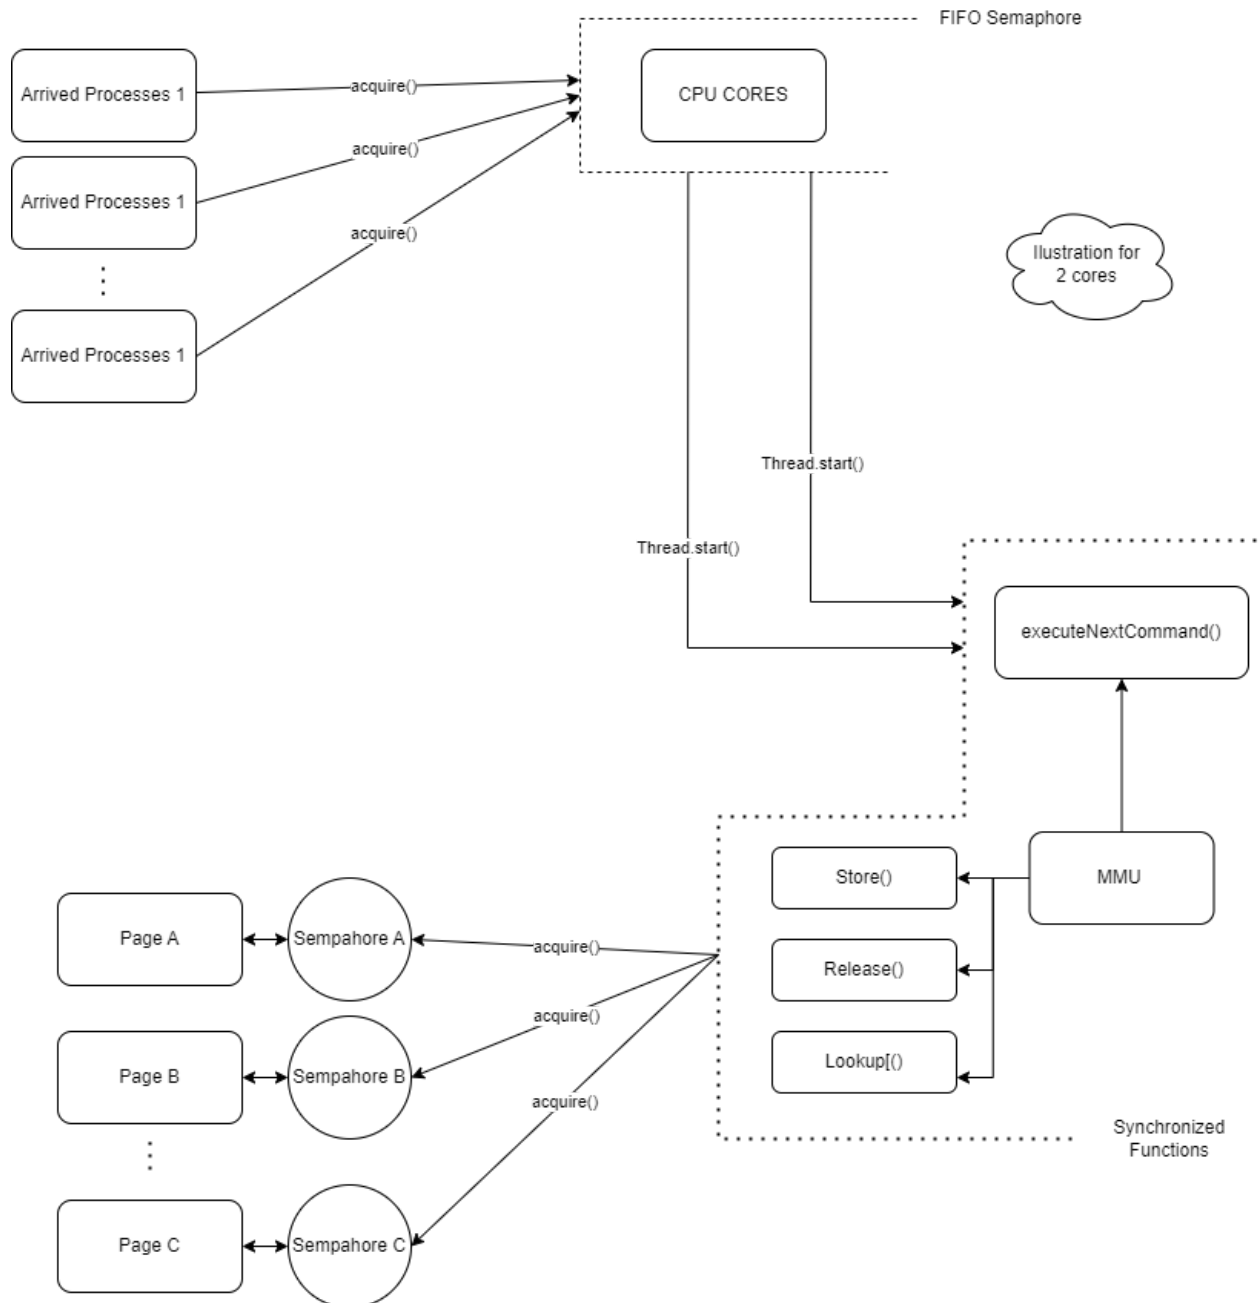 FIFO Semaphore
Arrived Processes 1
acquire()
CPU CORES
acquire()
Arrived Processes 1
acquire()
Ilustration for
2 cores
Arrived Processes 1
Thread.start()
Thread.start()
executeNextCommand()
Store()
MMU
Page A
Sempahore A
acquire()
Release()
acquire()
Page B
Sempahore B
Lookup[()
acquire()
Synchronized
Functions
Page C
Sempahore C